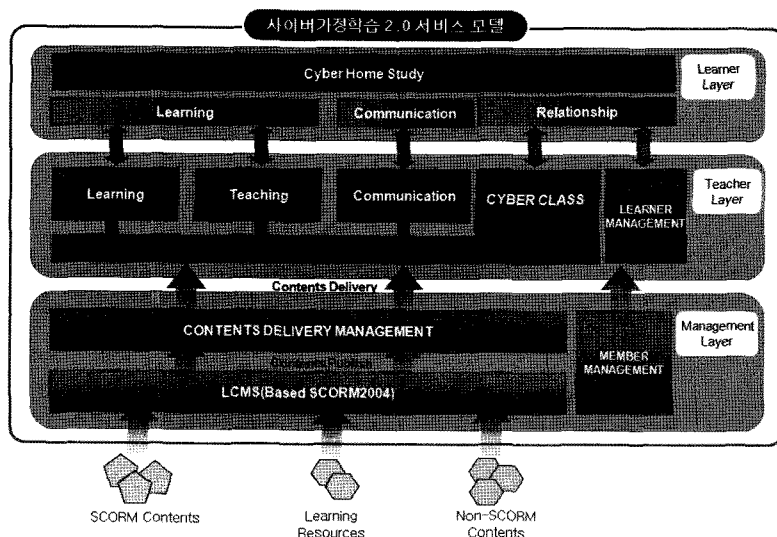 사이버가정학습 2.0 서비스 모델
Learner
Layer
Cyber Home Study
Learning
Communication
Relationship
Teacher
Layer
Learning
Teaching
Communication
CYBER CLASS
LEARNER
MANAGEMENT
Contents Delivery
Management
Layer
CONTENTS DELIVERY MANAGEMENT
MEMBER
MANAGEMENT
LCMS(Based SCORM2004)
SCORM Contents
Learning
Resources
Non-SCORM
Contents